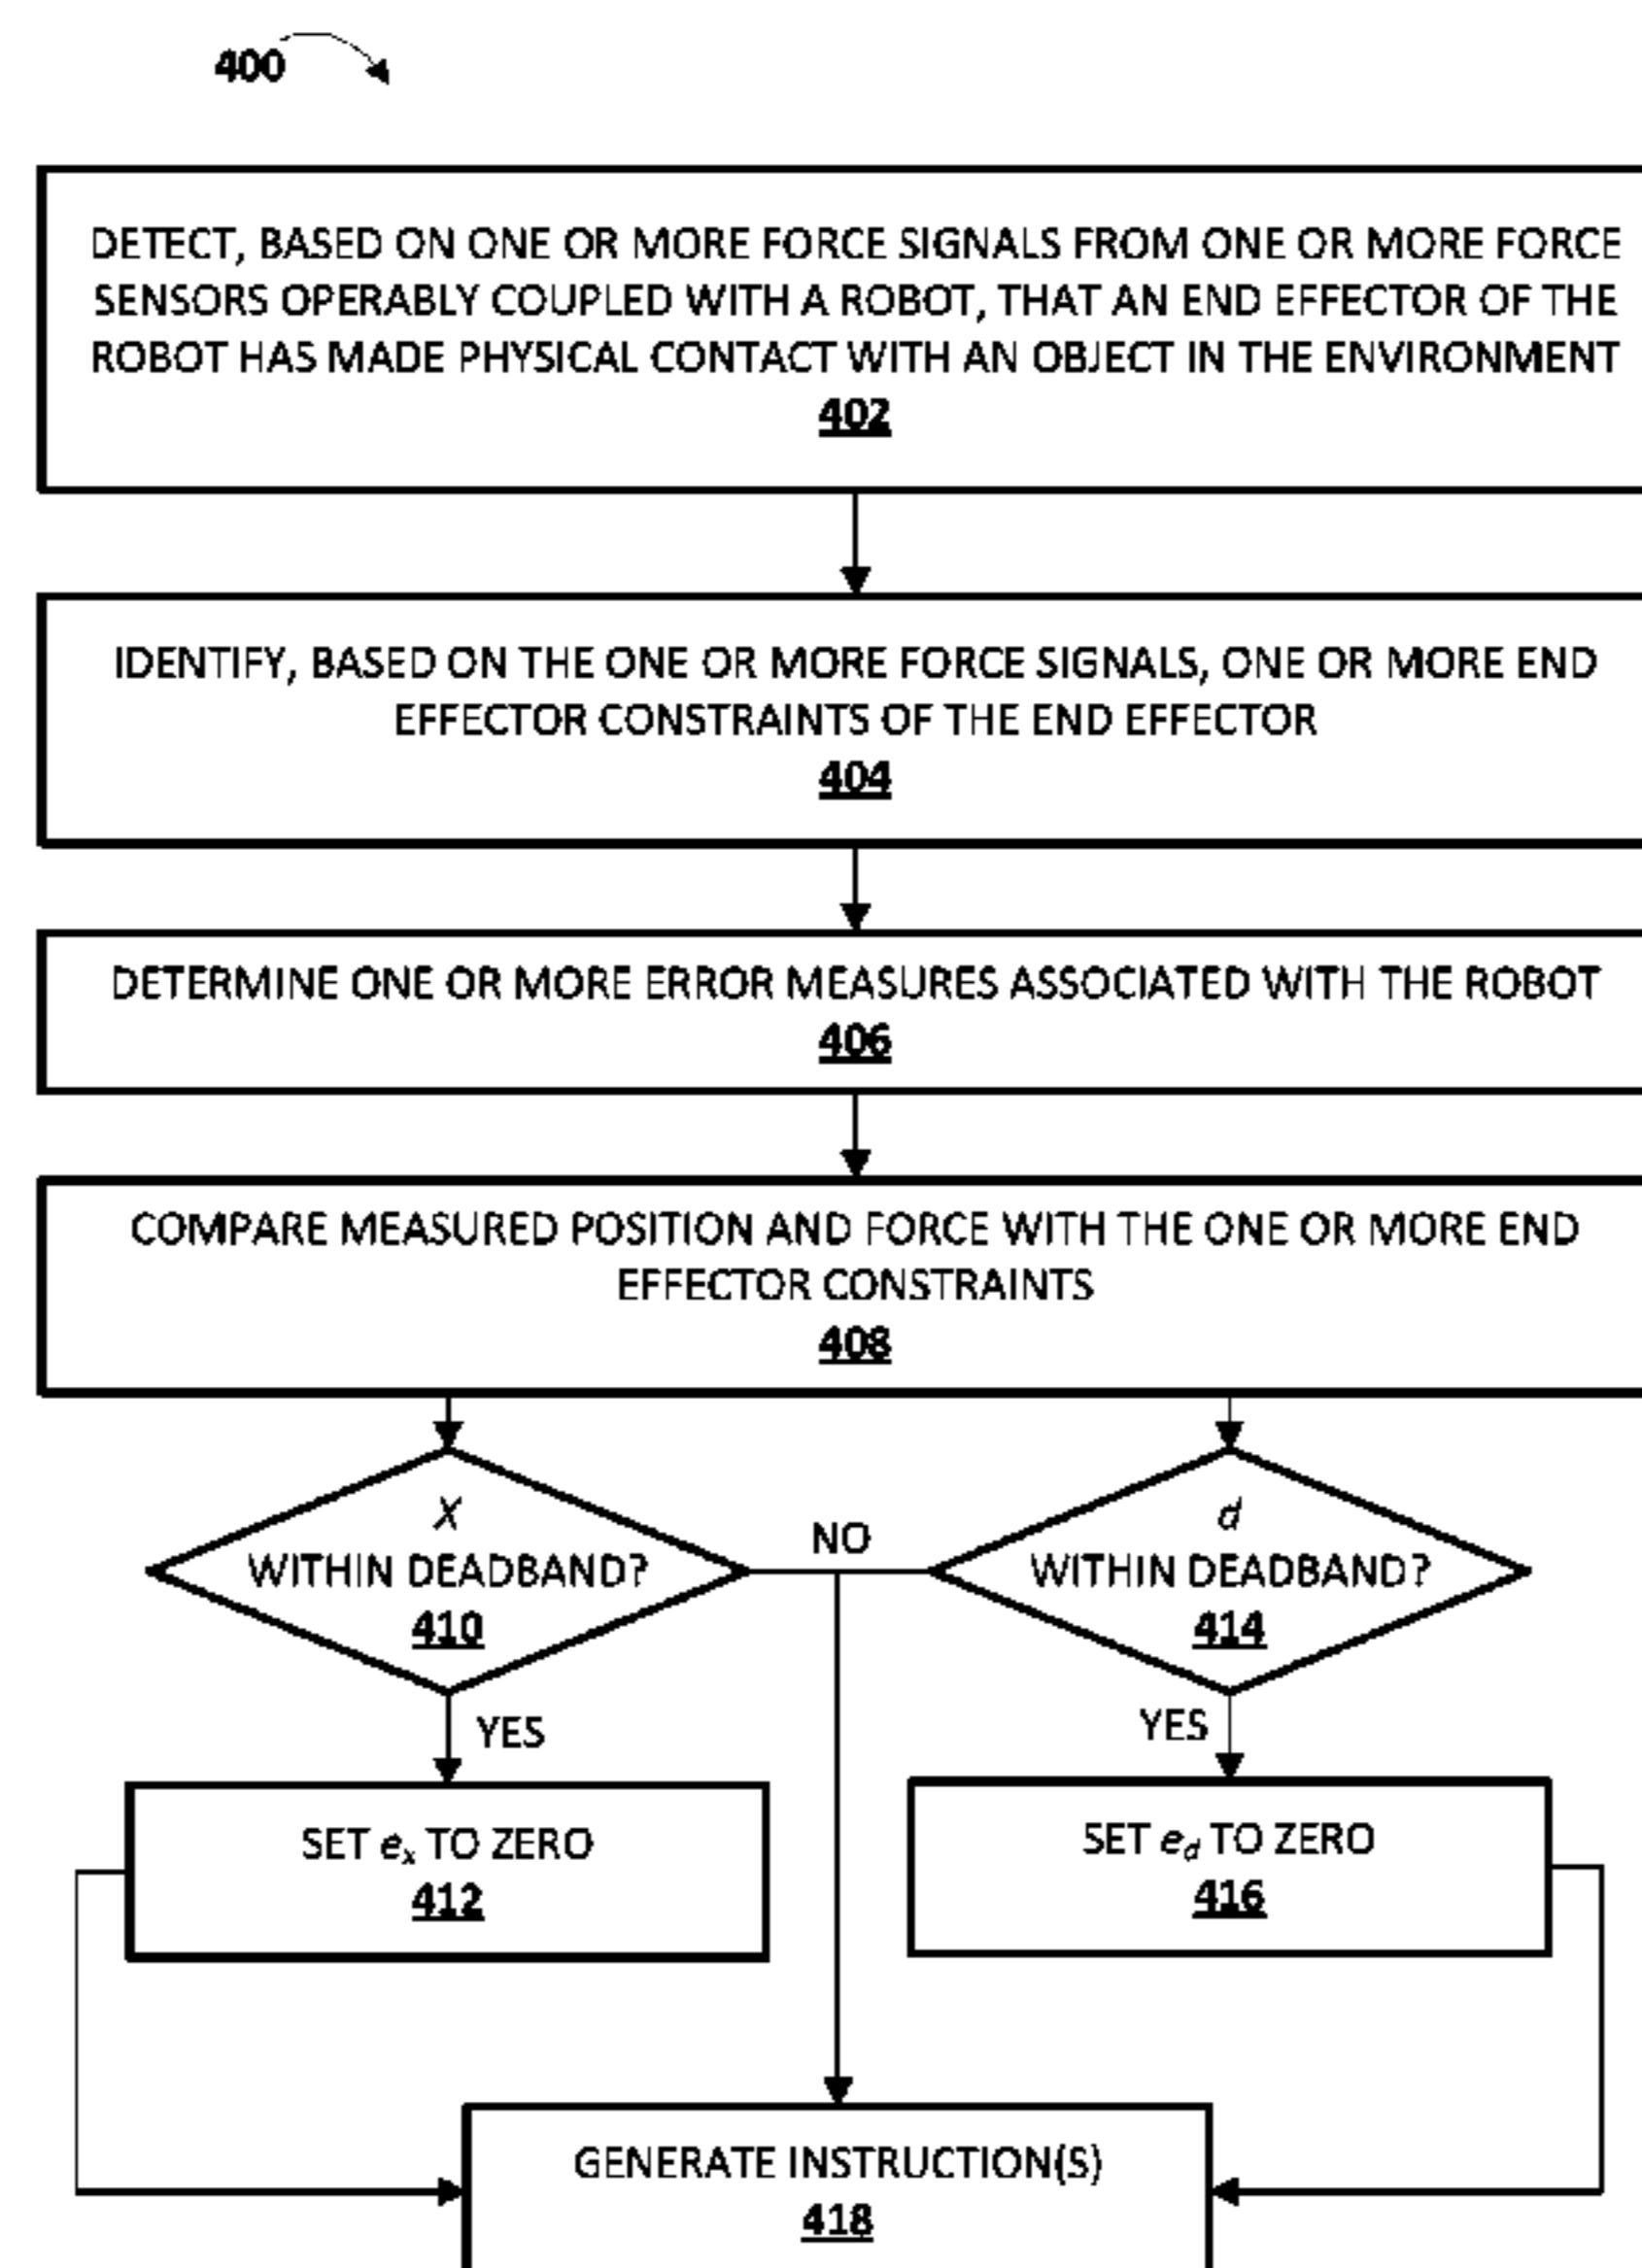 400
DETECT, BASED ON ONE OR MORE FORCE SIGNALS FROM ONE OR MORE FORCE
SENSORS OPERABLY COUPLED WITH A ROBOT, THAT AN END EFFECTOR OF THE
ROBOT HAS MADE PHYSICAL CONTACT WITH AN OBJECT IN THE ENVIRONMENT
402
IDENTIFY, BASED ON THE ONE OR MORE FORCE SIGNALS, ONE OR MORE END
EFFECTOR CONSTRAINTS OF THE END EFFECTOR
404
DETERMINE ONE OR MORE ERROR MEASURES ASSOCIATED WITH THE ROBOT
406
COMPARE MEASURED POSITION AND FORCE WITH THE ONE OR MORE END
EFFECTOR CONSTRAINTS
408
X
WITHIN DEADBAND?
410
NO
d
WITHIN DEADBAND?
414
YES
YES
SET eₓ TO ZERO
412
SET e_d TO ZERO
416
GENERATE INSTRUCTION(S)
418